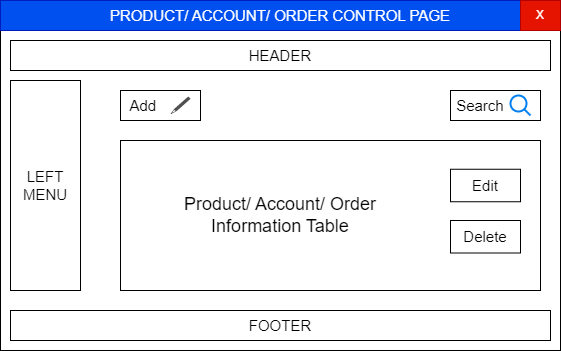 PRODUCT/ ACCOUNT/ ORDER CONTROL PAGE
X
HEADER
Add
Search
LEFT
MENU
Product/ Account/ Order
Information Table
Edit
Delete
FOOTER